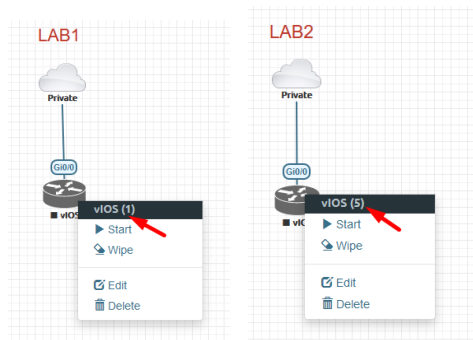 LAB1
Private
Gi0/0
vIOS
vIOS (1)
Start
Wipe
Edit
Delete
LAB2
Private
Gi0/0
vIOS (5)
Start
Wipe
Edit
Delete